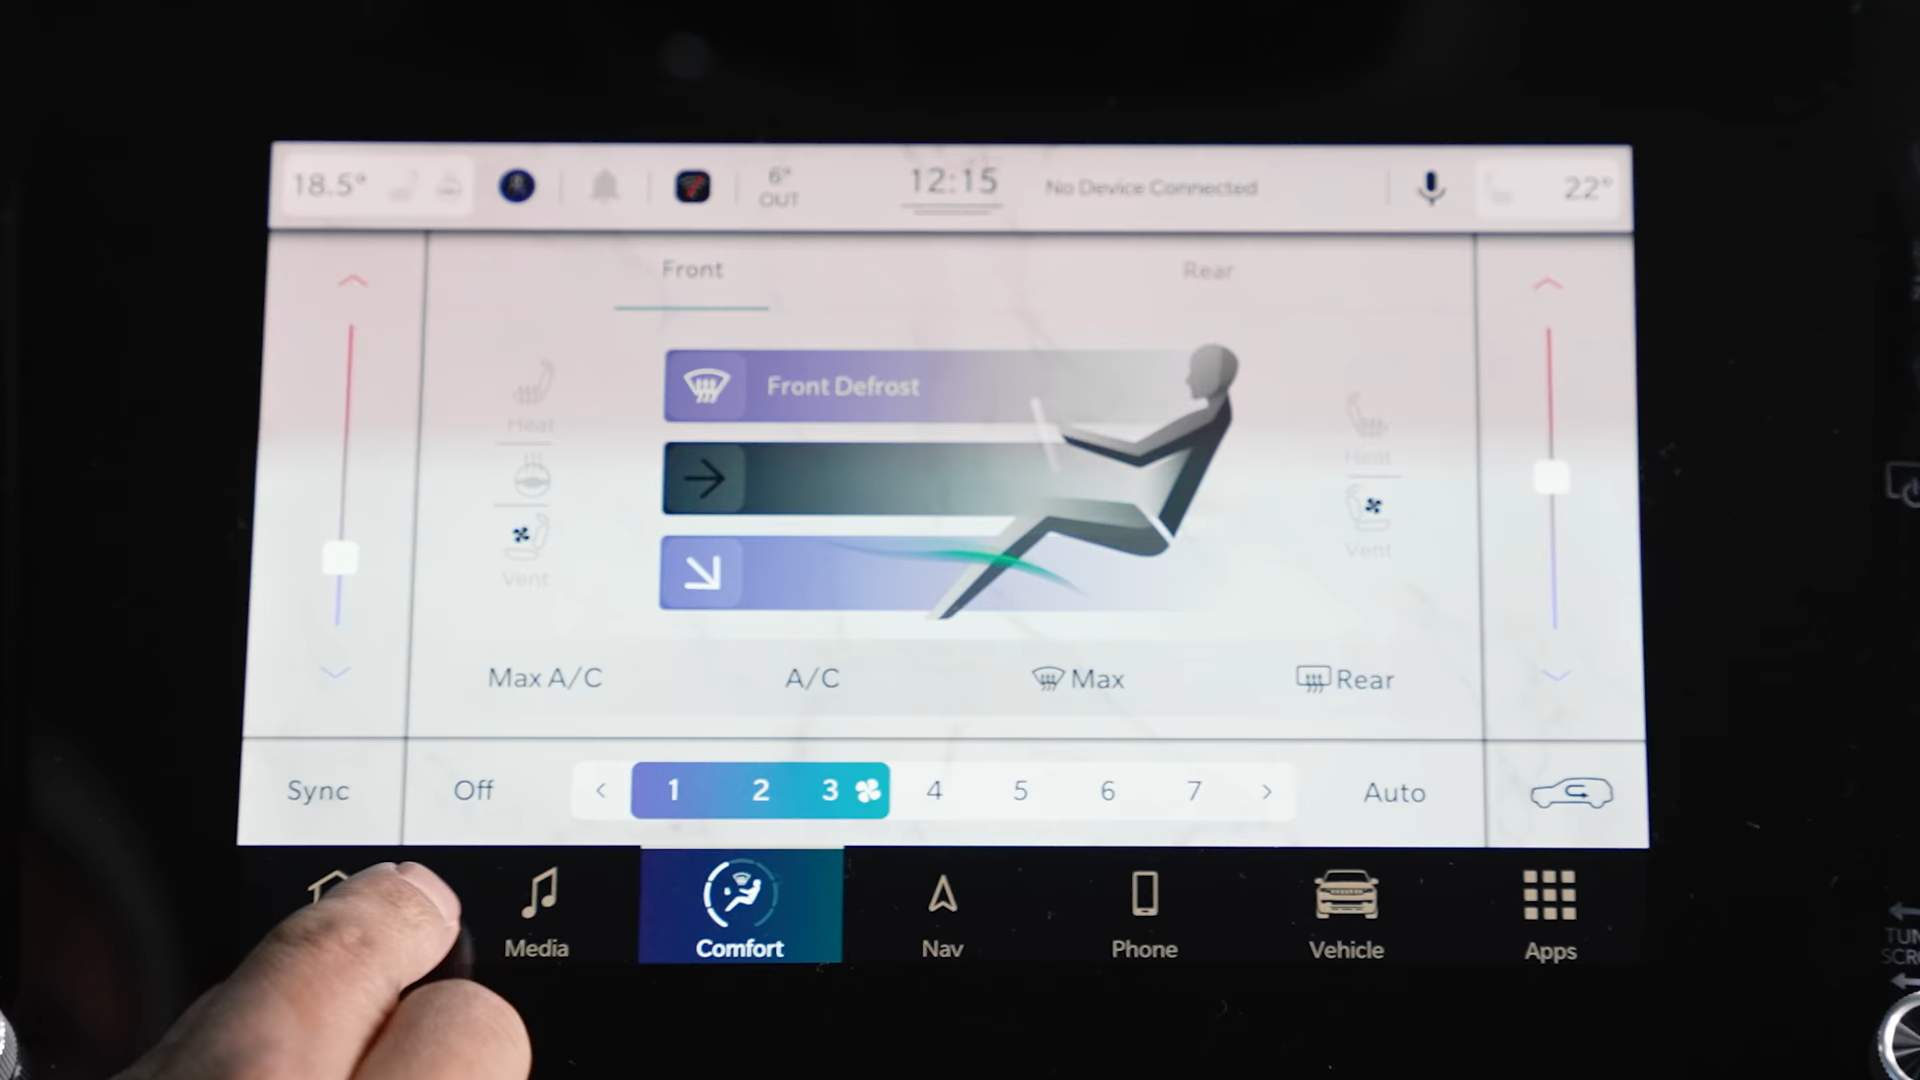 18.5°
6°
OUT
12:15
No Device Connected
22°
Front
Rear
Heat
Vent
Front Defrost
Heat
Vent
Max A/C
A/C
Max
Rear
Sync
Off
< 1 2 3 4 5 6 7 >
Auto
Media
Comfort
Nav
Phone
Vehicle
Apps